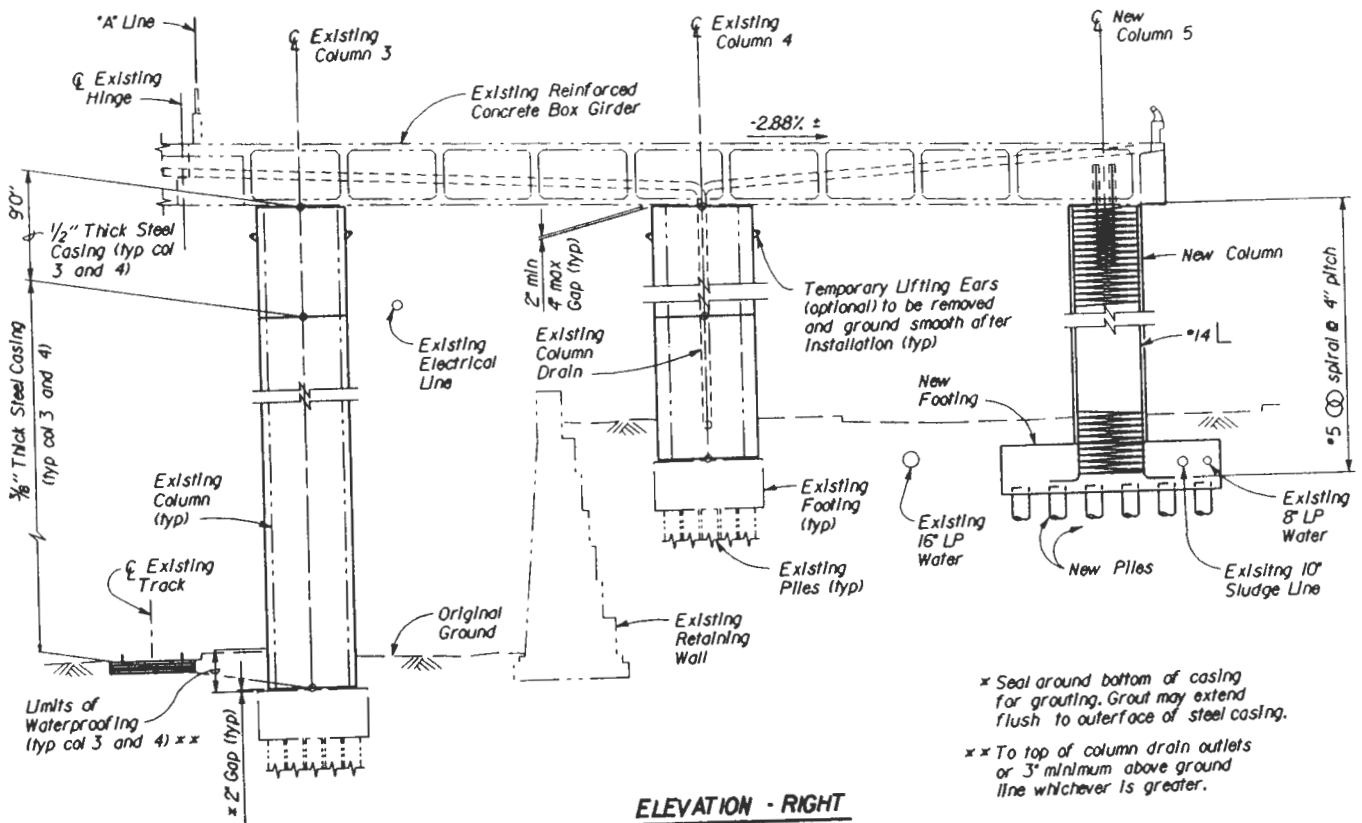 "A" Line
℄ Existing
Column 3
℄ Existing
Column 4
℄ New
Column 5
℄ Existing
Hinge
Existing Reinforced
Concrete Box Girder
-2.88% ±
9'0"
1/2" Thick Steel
Casing (typ col
3 and 4)
3/8" Thick Steel Casing
(typ col 3 and 4)
2" min
4" max
Gap (typ)
Existing
Electrical
Line
Existing
Column
Drain
Temporary Lifting Ears
(optional) to be removed
and ground smooth after
installation (typ)
New Column
#14
New
Footing
#5 spiral @ 4" pitch
Existing
Column
(typ)
℄ Existing
Track
Original
Ground
Existing
Retaining
Wall
Existing
Footing
(typ)
Existing
Piles (typ)
Existing
16" LP
Water
New Piles
Exisitng 10"
Sludge Line
Existing
8" LP
Water
Limits of
Waterproofing
(typ col 3 and 4) **
* 2" Gap (typ)
* Seal around bottom of casing
for grouting. Grout may extend
flush to outerface of steel casing.
** To top of column drain outlets
or 3" minimum above ground
line whichever is greater.
ELEVATION - RIGHT